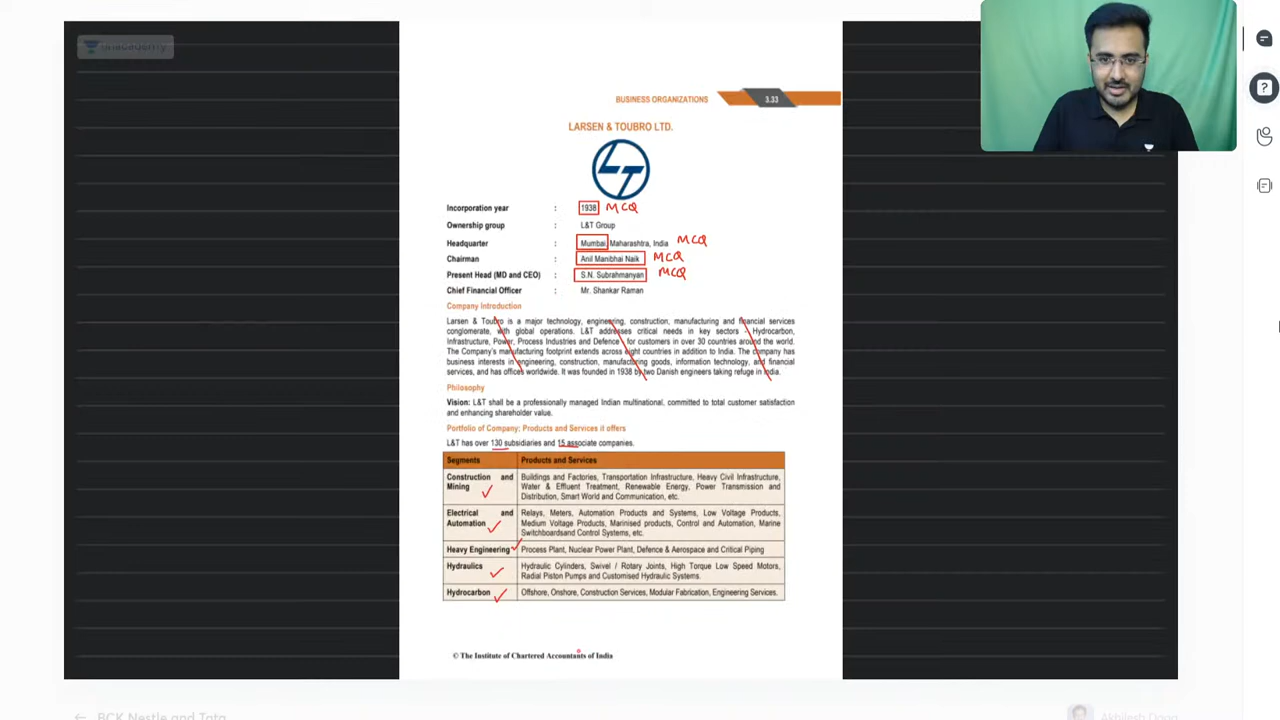 unacademy
BUSINESS ORGANIZATIONS 3.33
LARSEN & TOUBRO LTD.
LT
Incorporation year : 1938 MCQ
Ownership group : L&T Group
Headquarter : Mumbai, Maharashtra, India MCQ
Chairman : Anil Manibhai Naik MCQ
Present Head (MD and CEO) : S.N. Subrahmanyan MCQ
Chief Financial Officer : Mr. Shankar Raman
Company Introduction
Larsen & Toubro is a major technology, engineering, construction, manufacturing and financial services
conglomerate, with global operations. L&T addresses critical needs in key sectors - Hydrocarbon,
Infrastructure, Power, Process Industries and Defence - for customers in over 30 countries around the world.
The Company's manufacturing footprint extends across eight countries in addition to India. The company has
business interests in engineering, construction, manufacturing goods, information technology, and financial
services, and has offices worldwide. It was founded in 1938 by two Danish engineers taking refuge in India.
Philosophy
Vision: L&T shall be a professionally managed Indian multinational, committed to total customer satisfaction
and enhancing shareholder value.
Portfolio of Company; Products and Services it offers
L&T has over 130 subsidiaries and 15 associate companies.
Segments Products and Services
Construction and Mining Buildings and Factories, Transportation Infrastructure, Heavy Civil Infrastructure,
Water & Effluent Treatment, Renewable Energy, Power Transmission and
Distribution, Smart World and Communication, etc.
Electrical and Automation Relays, Meters, Automation Products and Systems, Low Voltage Products,
Medium Voltage Products, Marinised products, Control and Automation, Marine
Switchboardsand Control Systems, etc.
Heavy Engineering Process Plant, Nuclear Power Plant, Defence & Aerospace and Critical Piping
Hydraulics Hydraulic Cylinders, Swivel / Rotary Joints, High Torque Low Speed Motors,
Radial Piston Pumps and Customised Hydraulic Systems.
Hydrocarbon Offshore, Onshore, Construction Services, Modular Fabrication, Engineering Services.
© The Institute of Chartered Accountants of India
BCK Nestle and Tata
Akhilesh